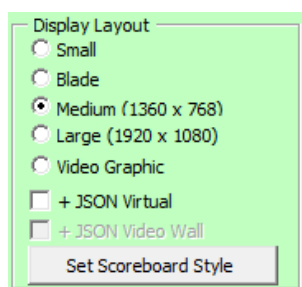 Display Layout
Small
Blade
Medium (1360 x 768)
Large (1920 x 1080)
Video Graphic
+ JSON Virtual
+ JSON Video Wall
Set Scoreboard Style